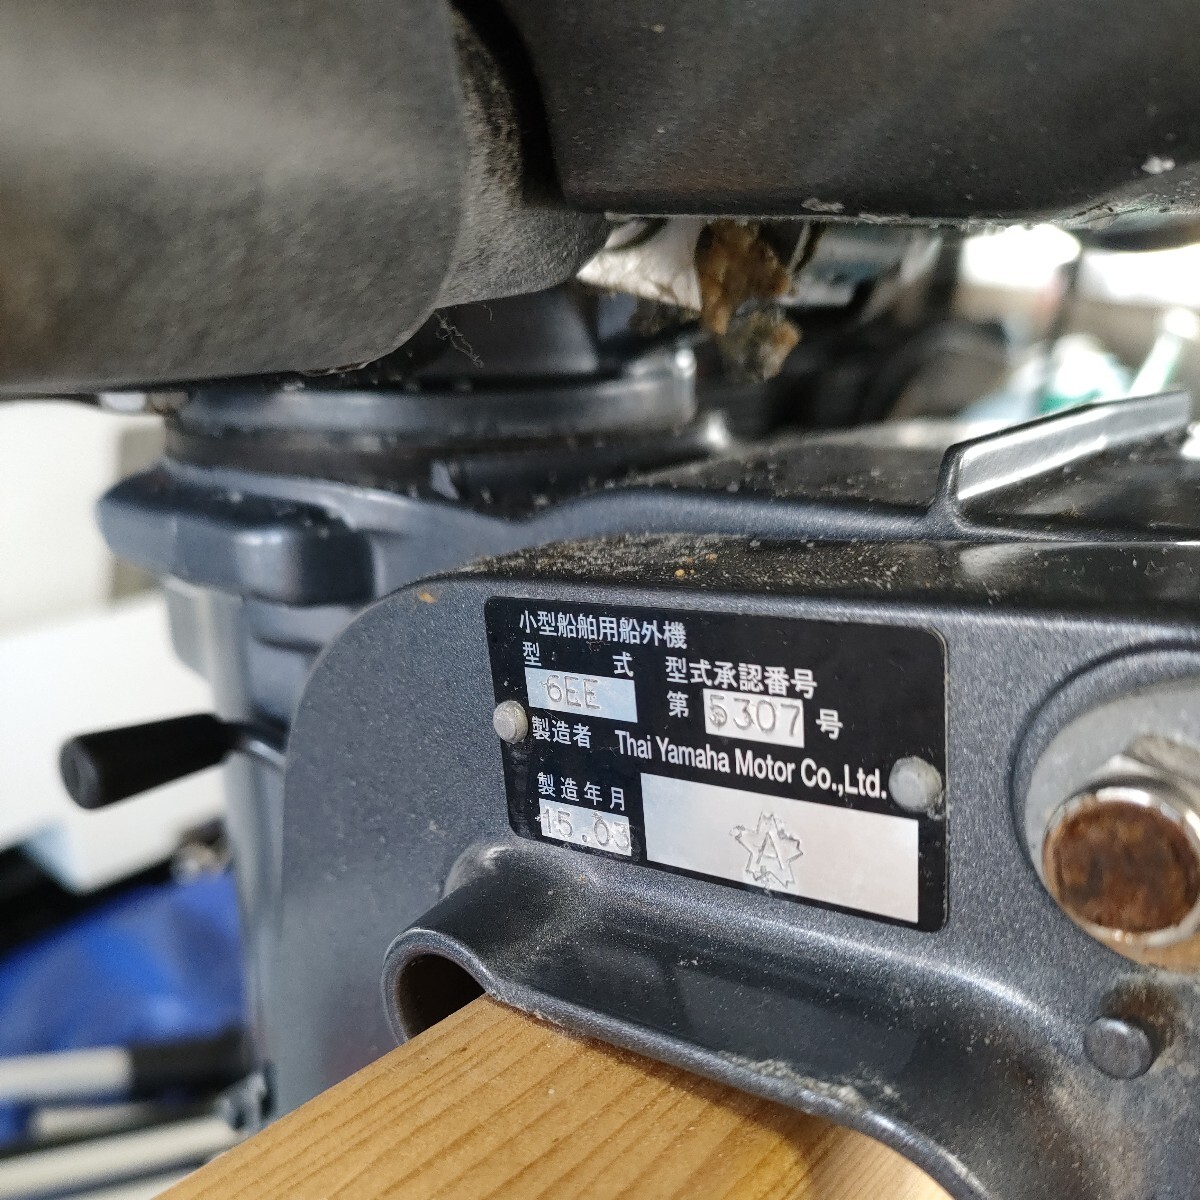 小型船舶用船外機
型 式 型式承認番号
6EE 第 5307 号
製造者 Thai Yamaha Motor Co.,Ltd.
製造年月
15.03
A